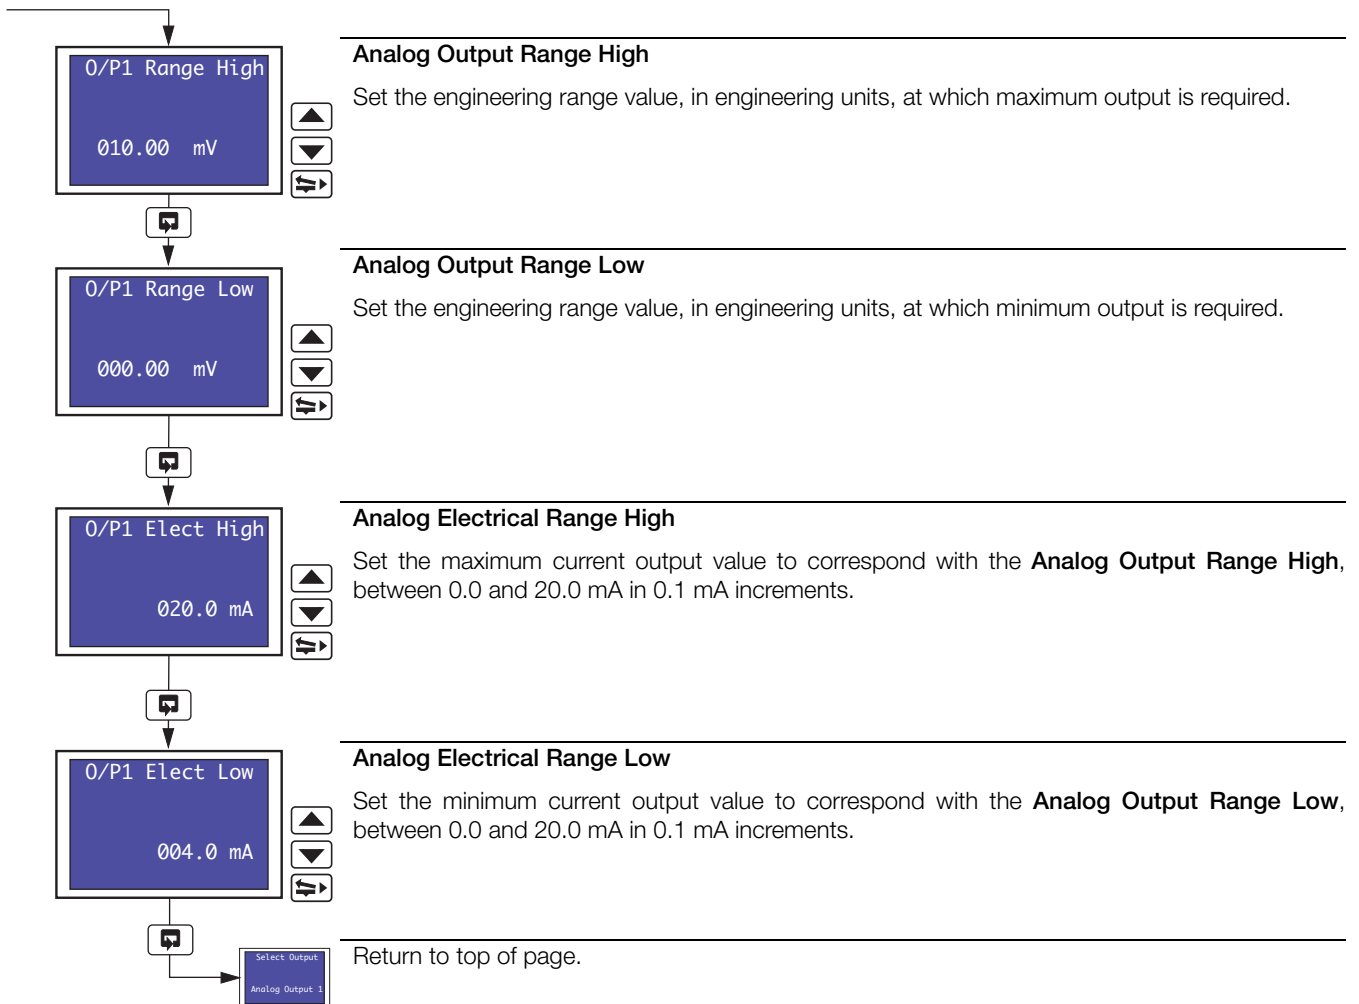 O/P1 Range High
010.00 mV
Analog Output Range High
Set the engineering range value, in engineering units, at which maximum output is required.
O/P1 Range Low
000.00 mV
Analog Output Range Low
Set the engineering range value, in engineering units, at which minimum output is required.
O/P1 Elect High
020.0 mA
Analog Electrical Range High
Set the maximum current output value to correspond with the Analog Output Range High,
between 0.0 and 20.0 mA in 0.1 mA increments.
O/P1 Elect Low
004.0 mA
Analog Electrical Range Low
Set the minimum current output value to correspond with the Analog Output Range Low,
between 0.0 and 20.0 mA in 0.1 mA increments.
Select Output
Analog Output 1
Return to top of page.